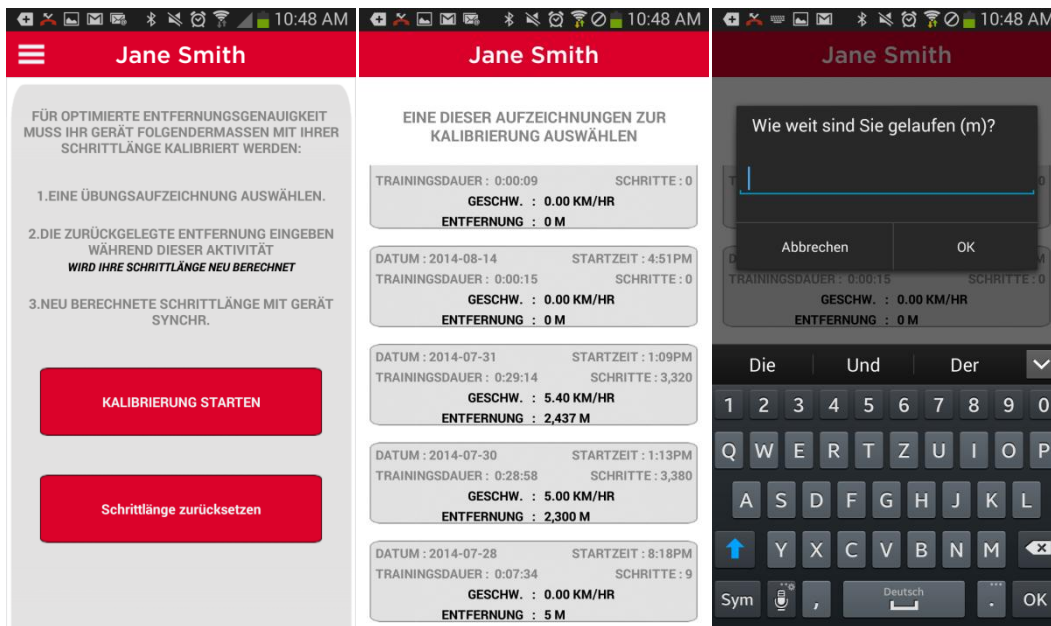 10:48 AM
Jane Smith
FÜR OPTIMIERTE ENTFERNUNGSGENAUIGKEIT
MUSS IHR GERÄT FOLGENDERMASSEN MIT IHRER
SCHRITTLÄNGE KALIBRIERT WERDEN:
1.EINE ÜBUNGSAUFZEICHNUNG AUSWÄHLEN.
2.DIE ZURÜCKGELEGTE ENTFERNUNG EINGEBEN
WÄHREND DIESER AKTIVITÄT
WIRD IHRE SCHRITTLÄNGE NEU BERECHNET
3.NEU BERECHNETE SCHRITTLÄNGE MIT GERÄT
SYNCHR.
KALIBRIERUNG STARTEN
Schrittlänge zurücksetzen
10:48 AM
Jane Smith
EINE DIESER AUFZEICHNUNGEN ZUR
KALIBRIERUNG AUSWÄHLEN
TRAININGSDAUER : 0:00:09 SCHRITTE : 0
GESCHW. : 0.00 KM/HR
ENTFERNUNG : 0 M
DATUM : 2014-08-14 STARTZEIT : 4:51PM
TRAININGSDAUER : 0:00:15 SCHRITTE : 0
GESCHW. : 0.00 KM/HR
ENTFERNUNG : 0 M
DATUM : 2014-07-31 STARTZEIT : 1:09PM
TRAININGSDAUER : 0:29:14 SCHRITTE : 3,320
GESCHW. : 5.40 KM/HR
ENTFERNUNG : 2,437 M
DATUM : 2014-07-30 STARTZEIT : 1:13PM
TRAININGSDAUER : 0:28:58 SCHRITTE : 3,380
GESCHW. : 5.00 KM/HR
ENTFERNUNG : 2,300 M
DATUM : 2014-07-28 STARTZEIT : 8:18PM
TRAININGSDAUER : 0:07:34 SCHRITTE : 9
GESCHW. : 0.00 KM/HR
ENTFERNUNG : 5 M
10:48 AM
Jane Smith
Wie weit sind Sie gelaufen (m)?
Abbrechen OK
TRAININGSDAUER : 0:00:15 SCHRITTE : 0
GESCHW. : 0.00 KM/HR
ENTFERNUNG : 0 M
Die Und Der
1 2 3 4 5 6 7 8 9 0
Q W E R T Z U I O P
A S D F G H J K L
Y X C V B N M
Sym , Deutsch . OK